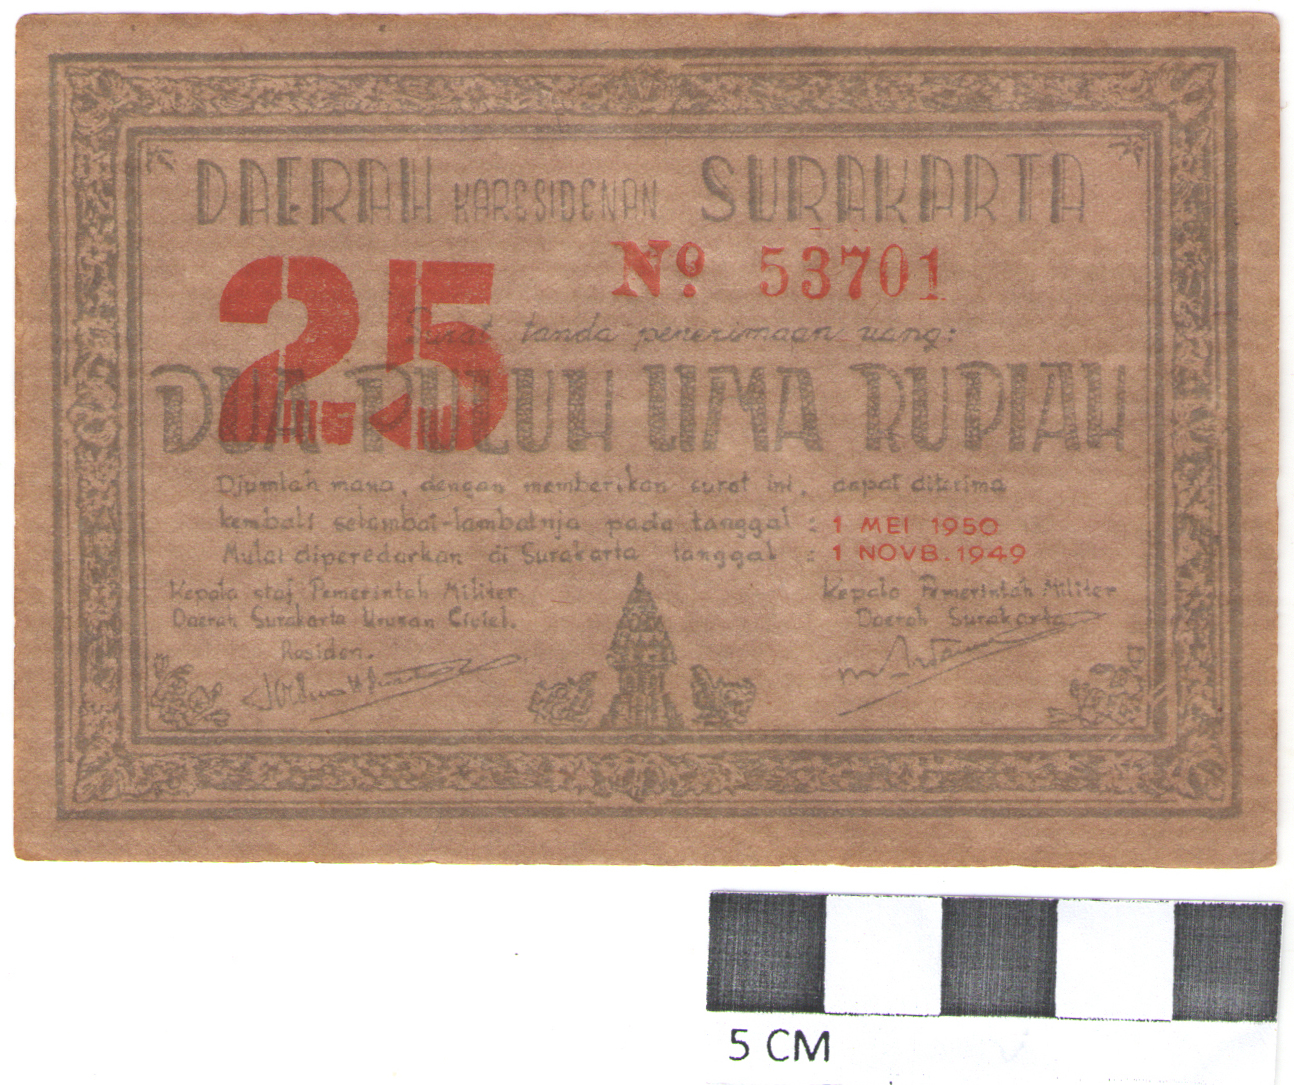 DAERAH KARESIDENAN SURAKARTA
25
No. 53701
Surat tanda penerimaan uang:
DUA PULUH LIMA RUPIAH
Djumlah mana, dengan memberikan surat ini, dapat diterima
kembali selambat-lambatnja pada tanggal : 1 MEI 1950
Mulai diperedarkan di Surakarta tanggal : 1 NOVB. 1949
Kepala staf Pemerintah Militer
Daerah Surakarta Urusan Civiel.
Residen.
Kepala Pemerintah Militer
Daerah Surakarta
5 CM